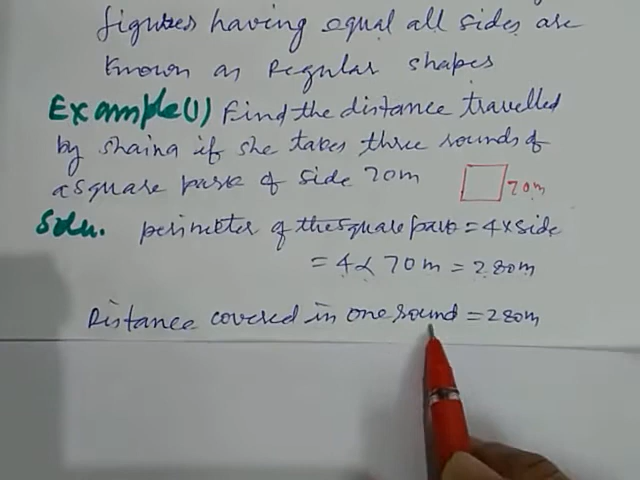 figures having equal all sides are
known as Regular shapes
Example(1) Find the distance travelled
by shaina if she takes three rounds of
a square park of side 70m
70m
Soln. perimeter of the square park = 4 x side
= 4 x 70 m = 280m
Distance covered in one round = 280m